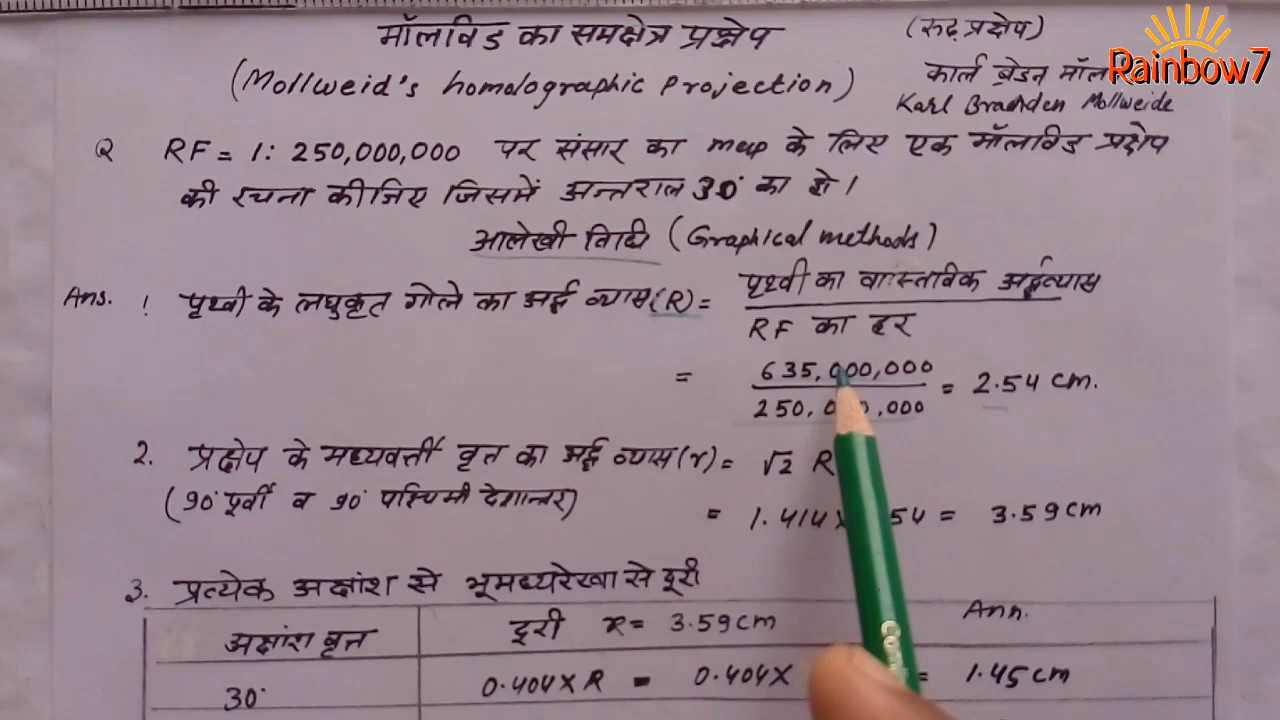 मॉलविड का समक्षेत्र प्रक्षेप
(रूढ़ प्रक्षेप)
Rainbow7
(Mollweid's homolographic Projection)
कार्ल ब्रेडन
Karl Brachden Mollweide
Q RF = 1: 250,000,000 पर संसार का map के लिए एक मॉलविड प्रक्षेप
की रचना कीजिए जिसमें अन्तराल 30° का हो।
आलेखी विधि (Graphical methods)
Ans. 1 पृथ्वी के लघुकृत गोले का अर्द्ध व्यास (R) = पृथ्वी का वास्तविक अर्द्धव्यास
RF का हर
= 635,000,000
250,0 ,000 = 2.54 cm.
2. प्रक्षेप के मध्यवर्त्ती वृत्त का अर्द्ध व्यास (r) = √2 R
(90° पूर्वी व 90° पश्चिमी देशान्तर)
= 1.414× 54 = 3.59 cm
3. प्रत्येक अक्षांश से भूमध्यरेखा से दूरी
अक्षांश वृत्त दूरी R = 3.59 cm Ann.
30° 0.404 × R = 0.404 × = 1.45 cm